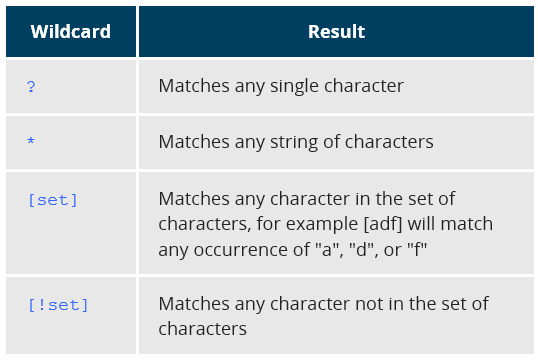 Wildcard Result
? Matches any single character
* Matches any string of characters
[set] Matches any character in the set of
characters, for example [adf] will match
any occurrence of "a", "d", or "f"
[!set] Matches any character not in the set of
characters